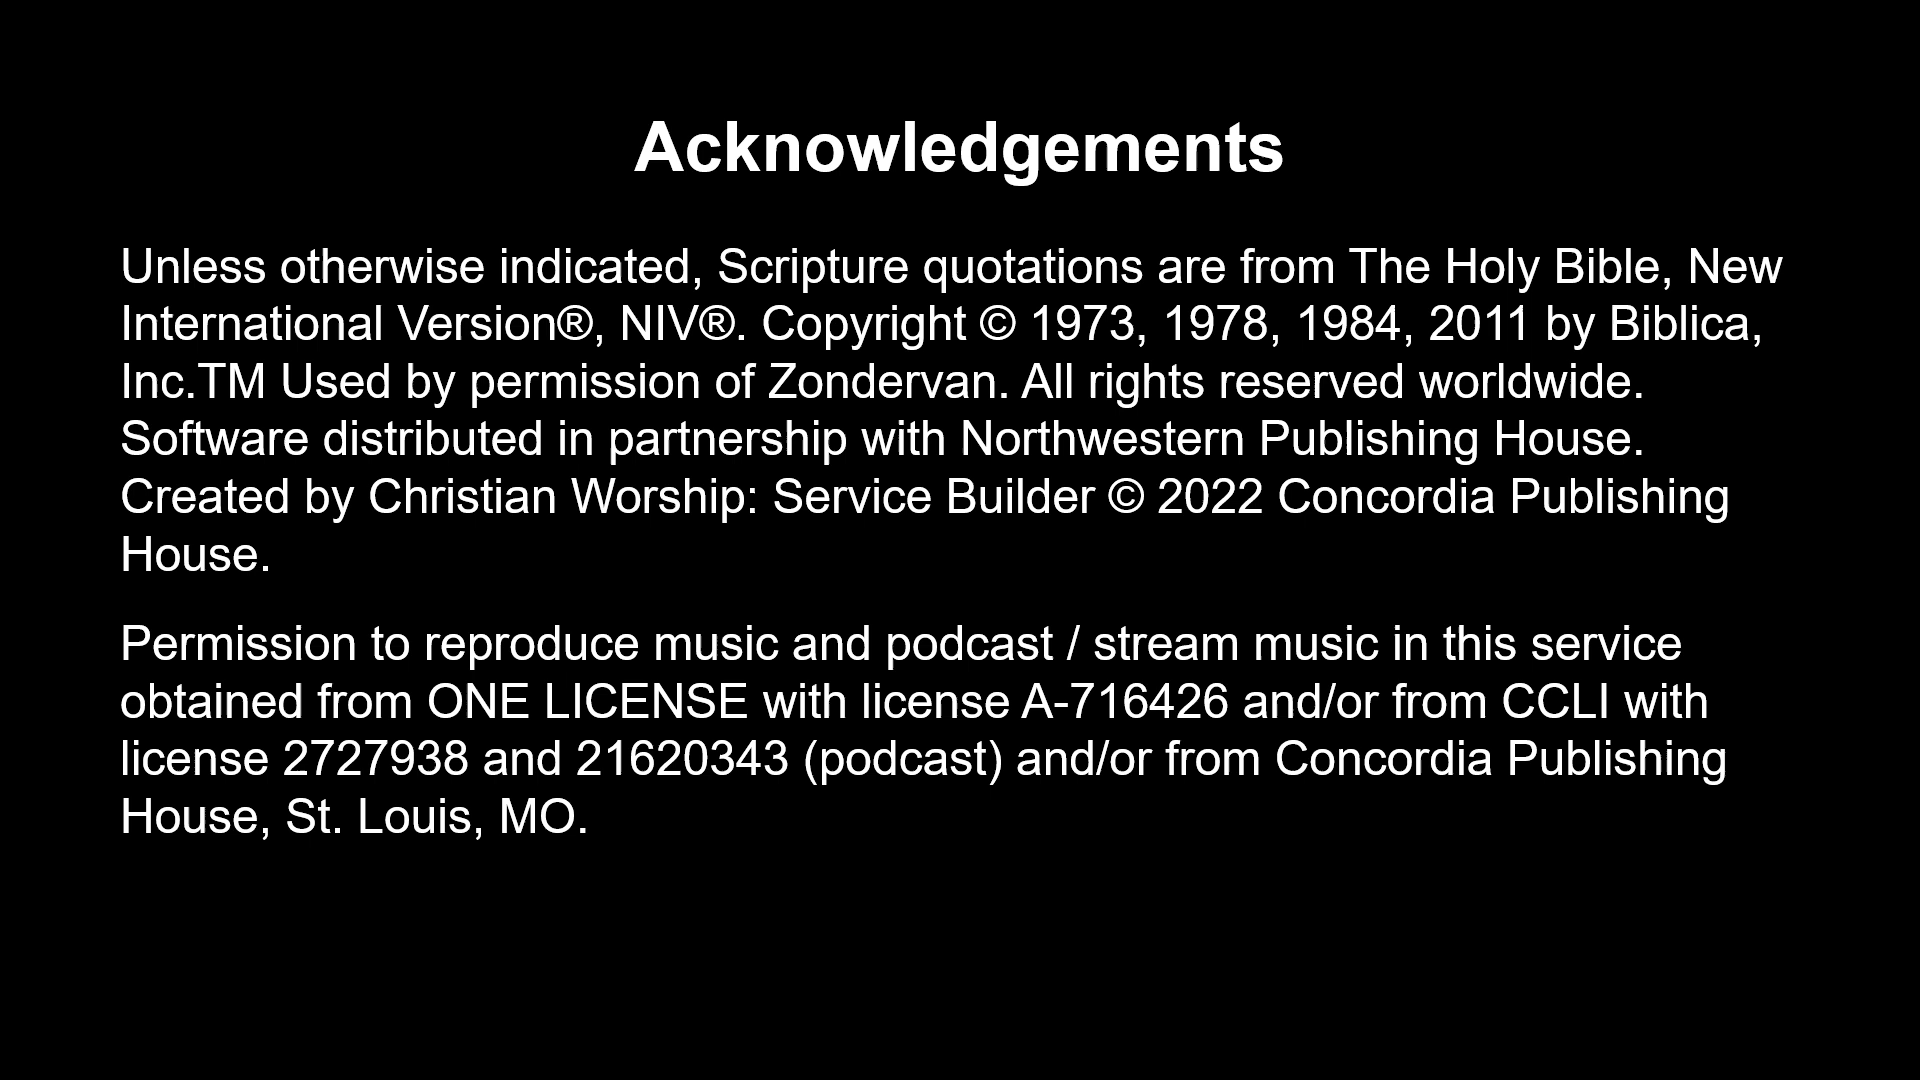 Acknowledgements
Unless otherwise indicated, Scripture quotations are from The Holy Bible, New
International Version®, NIV®. Copyright © 1973, 1978, 1984, 2011 by Biblica,
Inc.TM Used by permission of Zondervan. All rights reserved worldwide.
Software distributed in partnership with Northwestern Publishing House.
Created by Christian Worship: Service Builder © 2022 Concordia Publishing
House.
Permission to reproduce music and podcast / stream music in this service
obtained from ONE LICENSE with license A-716426 and/or from CCLI with
license 2727938 and 21620343 (podcast) and/or from Concordia Publishing
House, St. Louis, MO.